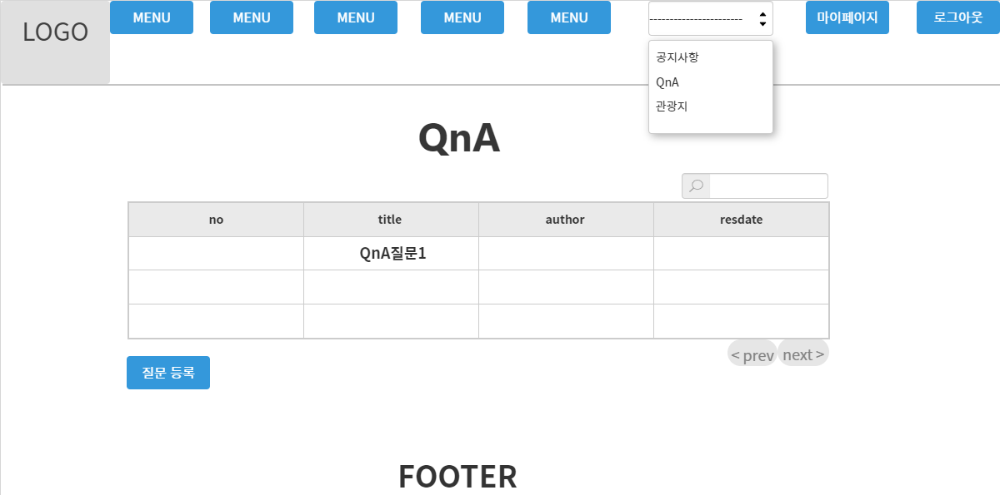 LOGO
MENU MENU MENU MENU MENU ----------------------- 마이페이지 로그아웃
공지사항
QnA
관광지
QnA
no title author resdate
QnA질문1
< prev next >
질문 등록
FOOTER